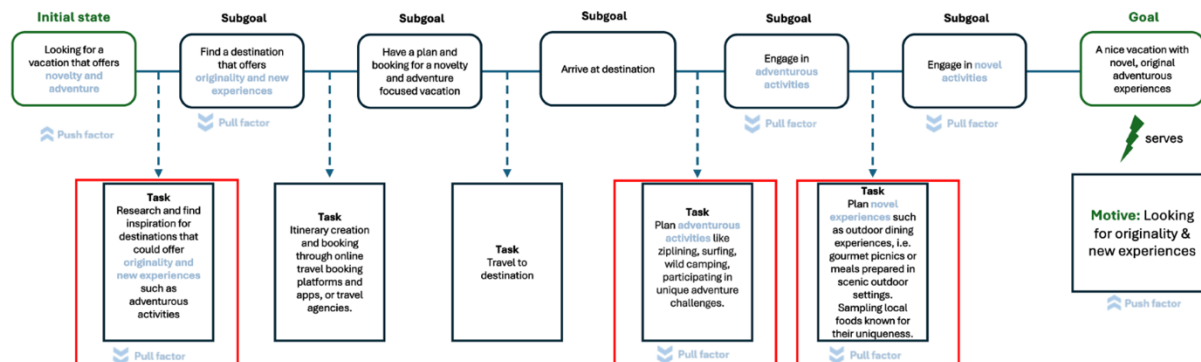 Initial state
Looking for a
vacation that offers
novelty and
adventure
Push factor
Subgoal
Find a destination
that offers
originality and new
experiences
Pull factor
Subgoal
Have a plan and
booking for a novelty
and adventure
focused vacation
Subgoal
Arrive at destination
Subgoal
Engage in
adventurous
activities
Pull factor
Subgoal
Engage in novel
activities
Pull factor
Goal
A nice vacation with
novel, original
adventurous
experiences
serves
Task
Research and find
inspiration for
destinations that
could offer
originality and
new experiences
such as
adventurous
activities
Pull factor
Task
Itinerary creation
and booking
through online
travel booking
platforms and
apps, or travel
agencies.
Task
Travel to
destination
Task
Plan adventurous
activities like
ziplining, surfing,
wild camping,
participating in
unique adventure
challenges.
Pull factor
Task
Plan novel
experiences such
as outdoor dining
experiences, i.e.
gourmet picnics or
meals prepared in
scenic outdoor
settings.
Sampling local
foods known for
their uniqueness.
Pull factor
Motive: Looking
for originality &
new experiences
Push factor